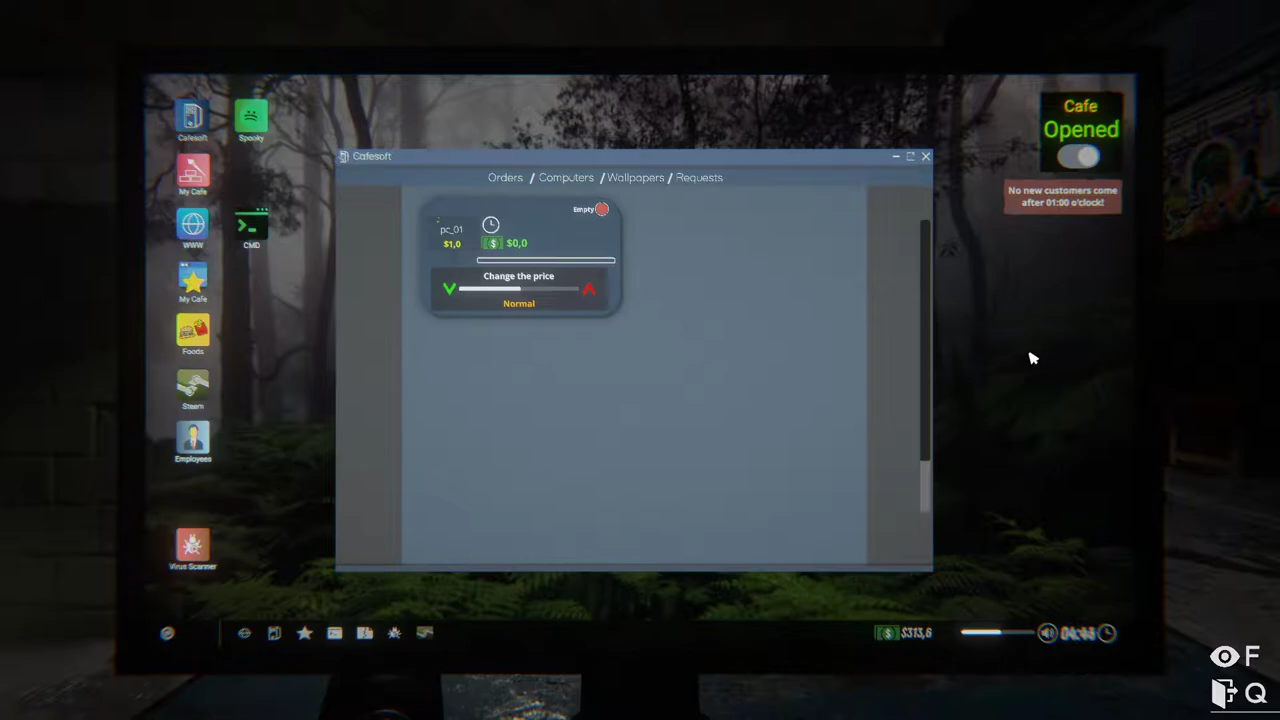 Cafesoft
Spooky
My Cafe
WWW
CMD
My Cafe
Foods
Steam
Employees
Virus Scanner
Cafesoft
Orders / Computers / Wallpapers / Requests
Empty
pc_01
$1,0
$0,0
Change the price
Normal
Cafe
Opened
No new customers come
after 01:00 o'clock!
$313,6
F
Q